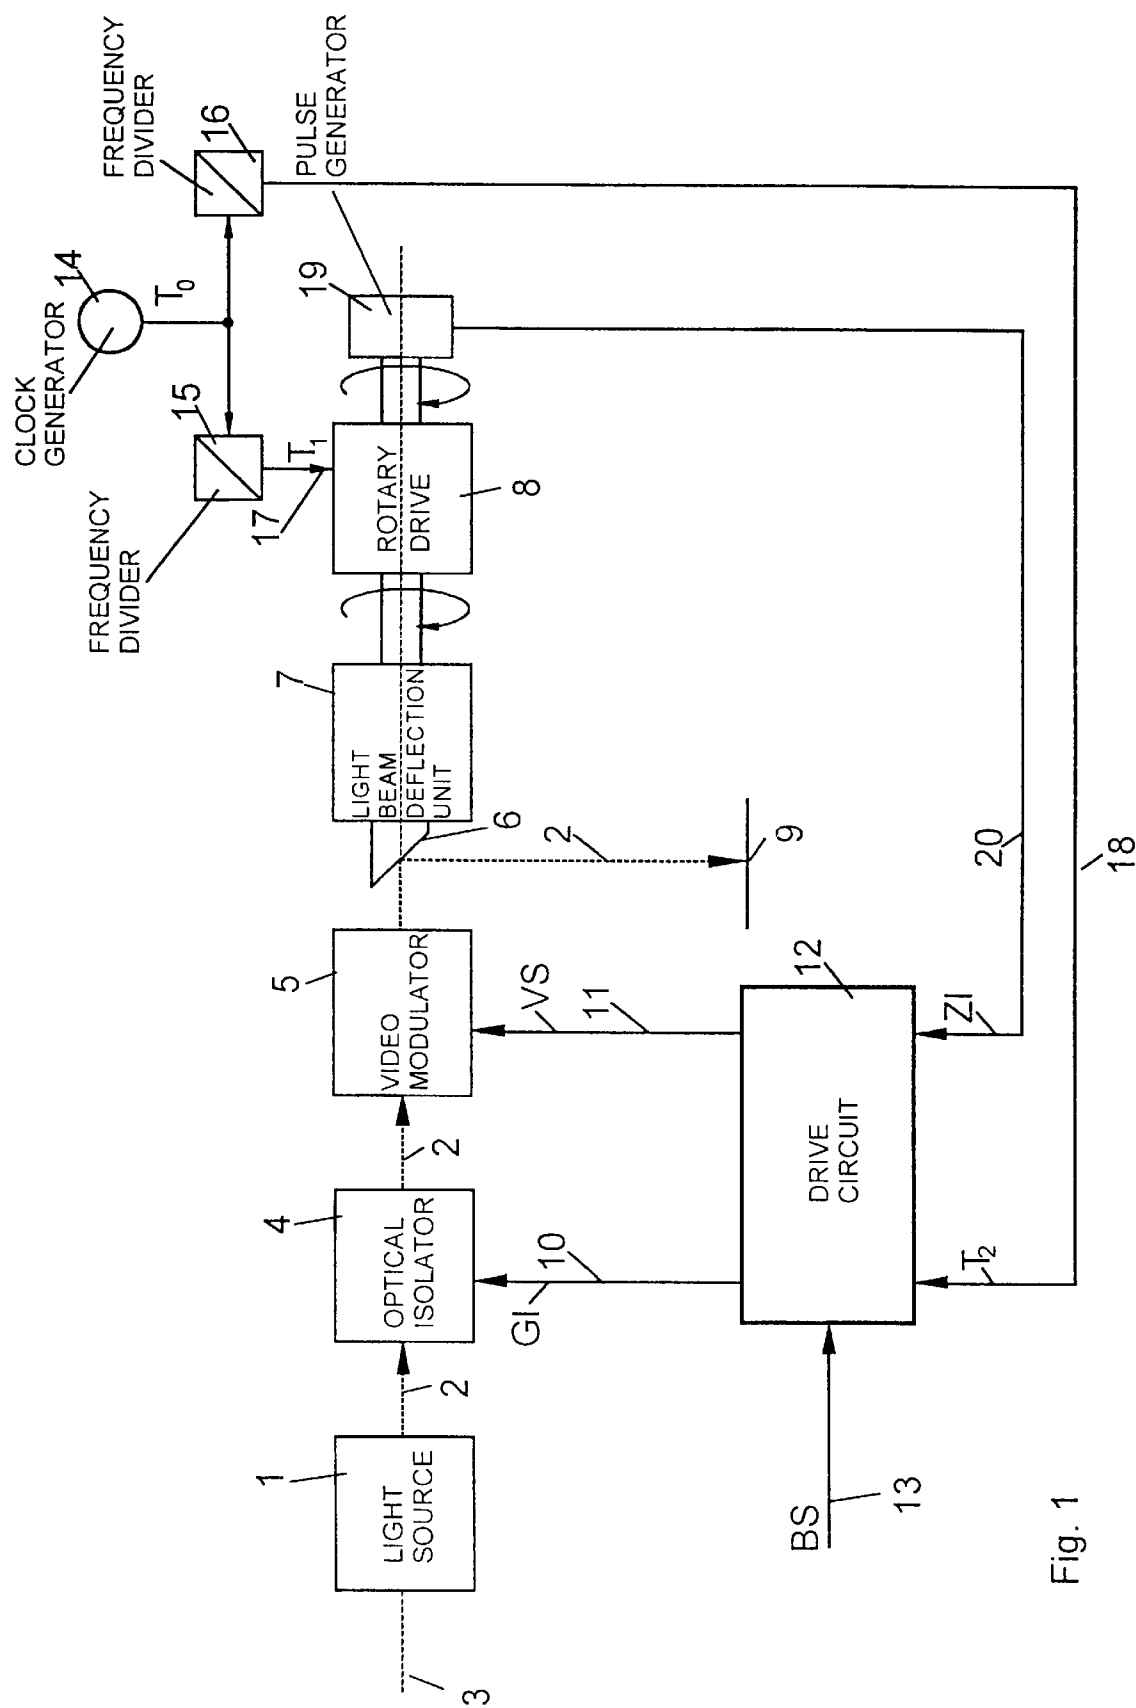 CLOCK
GENERATOR
14
T₀
FREQUENCY
DIVIDER
16
FREQUENCY
DIVIDER
15
17
T₁
PULSE
GENERATOR
19
ROTARY
DRIVE
8
7
LIGHT
BEAM
DEFLECTION
UNIT
6
2
9
5
VIDEO
MODULATOR
2
4
OPTICAL
ISOLATOR
2
1
LIGHT
SOURCE
3
GI
10
VS
11
12
DRIVE
CIRCUIT
BS
13
T₂
ZI
20
18
Fig. 1